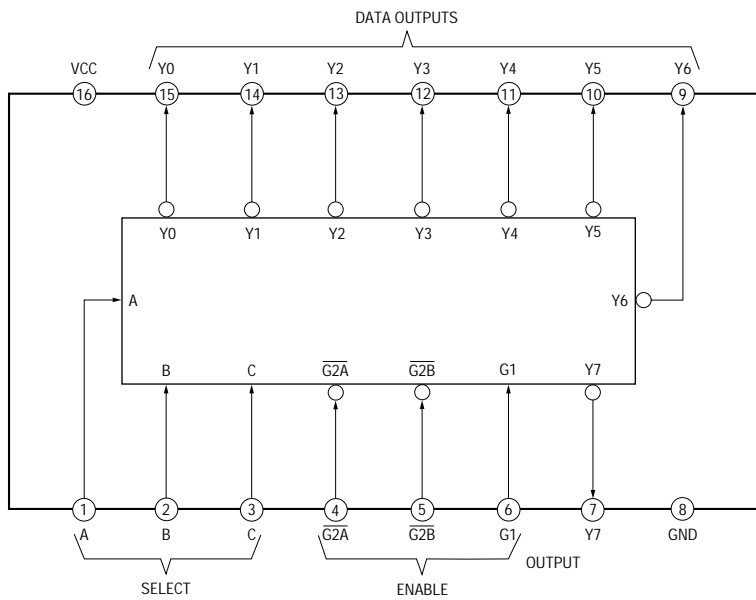 DATA OUTPUTS
VCC Y0 Y1 Y2 Y3 Y4 Y5 Y6
16 15 14 13 12 11 10 9
Y0 Y1 Y2 Y3 Y4 Y5
A Y6
B C G2A G2B G1 Y7
1 2 3 4 5 6 7 8
A B C G2A G2B G1 Y7 GND
OUTPUT
SELECT ENABLE